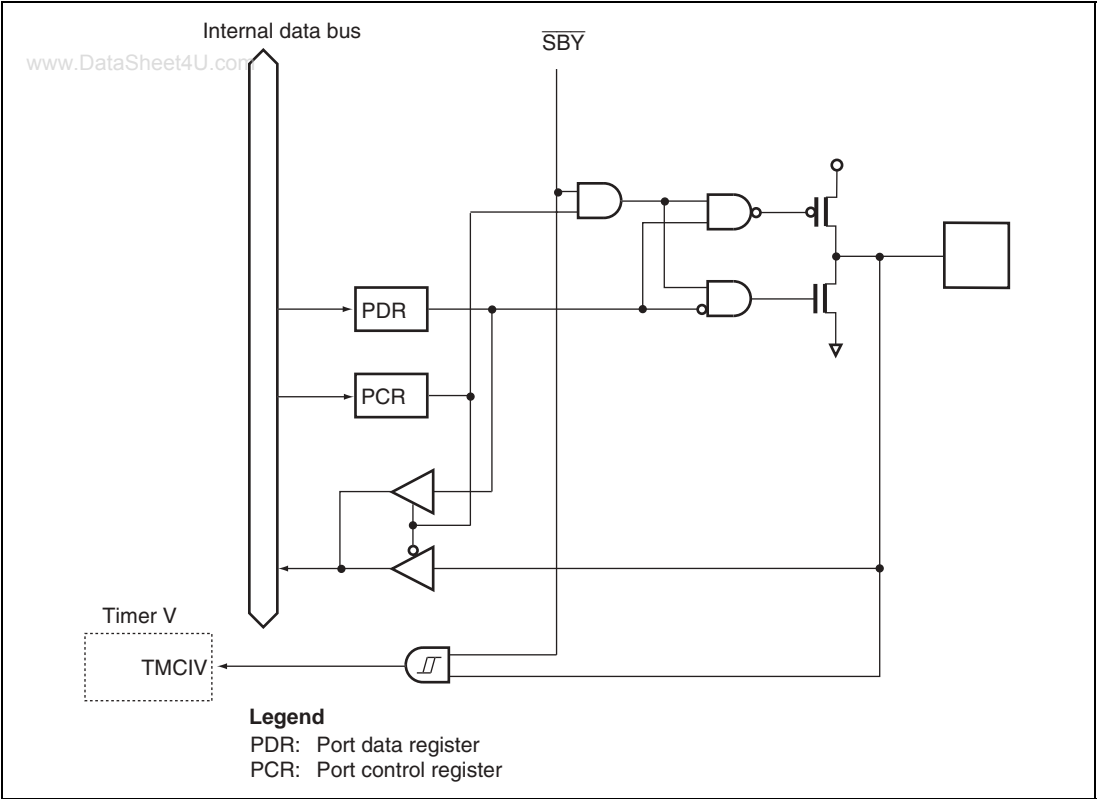 Internal data bus
SBY
www.DataSheet4U.com
PDR
PCR
Timer V
TMCIV
Legend
PDR: Port data register
PCR: Port control register